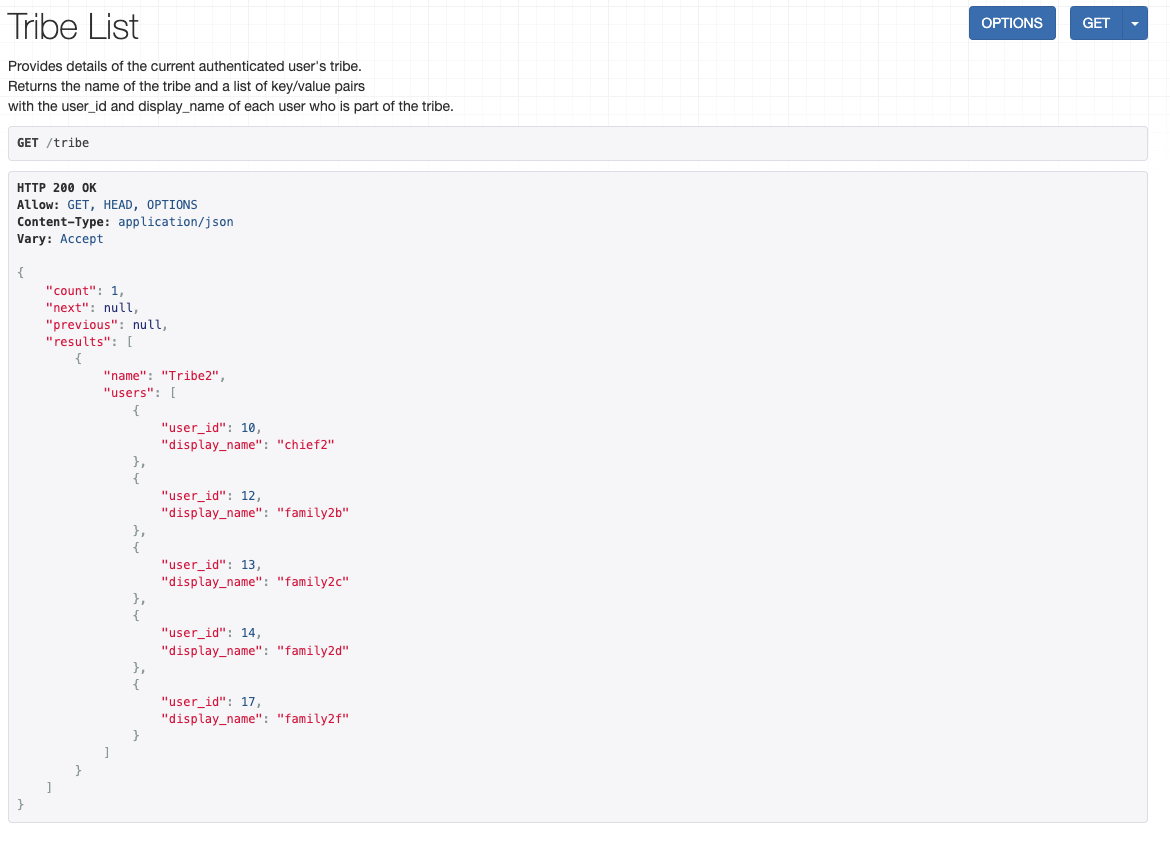 Tribe List
OPTIONS
GET
Provides details of the current authenticated user's tribe.
Returns the name of the tribe and a list of key/value pairs
with the user_id and display_name of each user who is part of the tribe.
GET /tribe
HTTP 200 OK
Allow: GET, HEAD, OPTIONS
Content-Type: application/json
Vary: Accept
{
    "count": 1,
    "next": null,
    "previous": null,
    "results": [
        {
            "name": "Tribe2",
            "users": [
                {
                    "user_id": 10,
                    "display_name": "chief2"
                },
                {
                    "user_id": 12,
                    "display_name": "family2b"
                },
                {
                    "user_id": 13,
                    "display_name": "family2c"
                },
                {
                    "user_id": 14,
                    "display_name": "family2d"
                },
                {
                    "user_id": 17,
                    "display_name": "family2f"
                }
            ]
        }
    ]
}